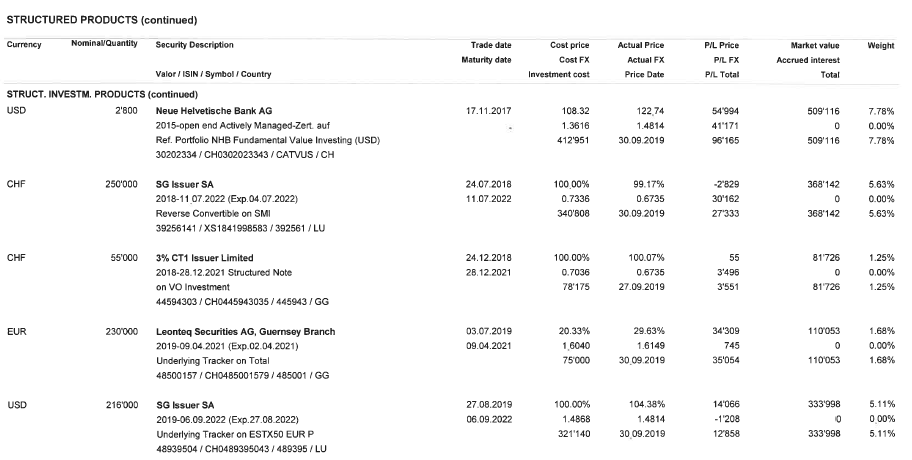 STRUCTURED PRODUCTS (continued)
Currency Nominal/Quantity Security Description Trade date Cost price Actual Price P/L Price Market value Weight
Maturity date Cost FX Actual FX P/L FX Accrued interest
Valor / ISIN / Symbol / Country Investment cost Price Date P/L Total Total
STRUCT. INVESTM. PRODUCTS (continued)
USD 2'800 Neue Helvetische Bank AG 17.11.2017 108.32 122,74 54'994 509'116 7.78%
2015-open end Actively Managed-Zert. auf 1.3616 1.4814 41'171 0 0.00%
Ref. Portfolio NHB Fundamental Value Investing (USD) 412'951 30.09.2019 96'165 509'116 7.78%
30202334 / CH0302023343 / CATVUS / CH
CHF 250'000 SG Issuer SA 24.07.2018 100,00% 99.17% -2'829 368'142 5.63%
2018-11.07.2022 (Exp.04.07.2022) 11.07.2022 0.7336 0.6735 30'162 0 0.00%
Reverse Convertible on SMI 340'808 30.09.2019 27'333 368'142 5.63%
39256141 / XS1841998583 / 392561 / LU
CHF 55'000 3% CT1 Issuer Limited 24.12.2018 100.00% 100.07% 55 81'726 1.25%
2018-28.12.2021 Structured Note 28.12.2021 0.7036 0.6735 3'496 0 0.00%
on VO Investment 78'175 27.09.2019 3'551 81'726 1.25%
44594303 / CH0445943035 / 445943 / GG
EUR 230'000 Leonteq Securities AG, Guernsey Branch 03.07.2019 20.33% 29.63% 34'309 110'053 1.68%
2019-09.04.2021 (Exp.02.04.2021) 09.04.2021 1,6040 1.6149 745 0 0.00%
Underlying Tracker on Total 75'000 30.09.2019 35'054 110'053 1.68%
48500157 / CH0485001579 / 485001 / GG
USD 216'000 SG Issuer SA 27.08.2019 100.00% 104.38% 14'066 333'998 5.11%
2019-06.09.2022 (Exp.27.08.2022) 06.09.2022 1.4868 1.4814 -1'208 0 0.00%
Underlying Tracker on ESTX50 EUR P 321'140 30.09.2019 12'858 333'998 5.11%
48939504 / CH0489395043 / 489395 / LU